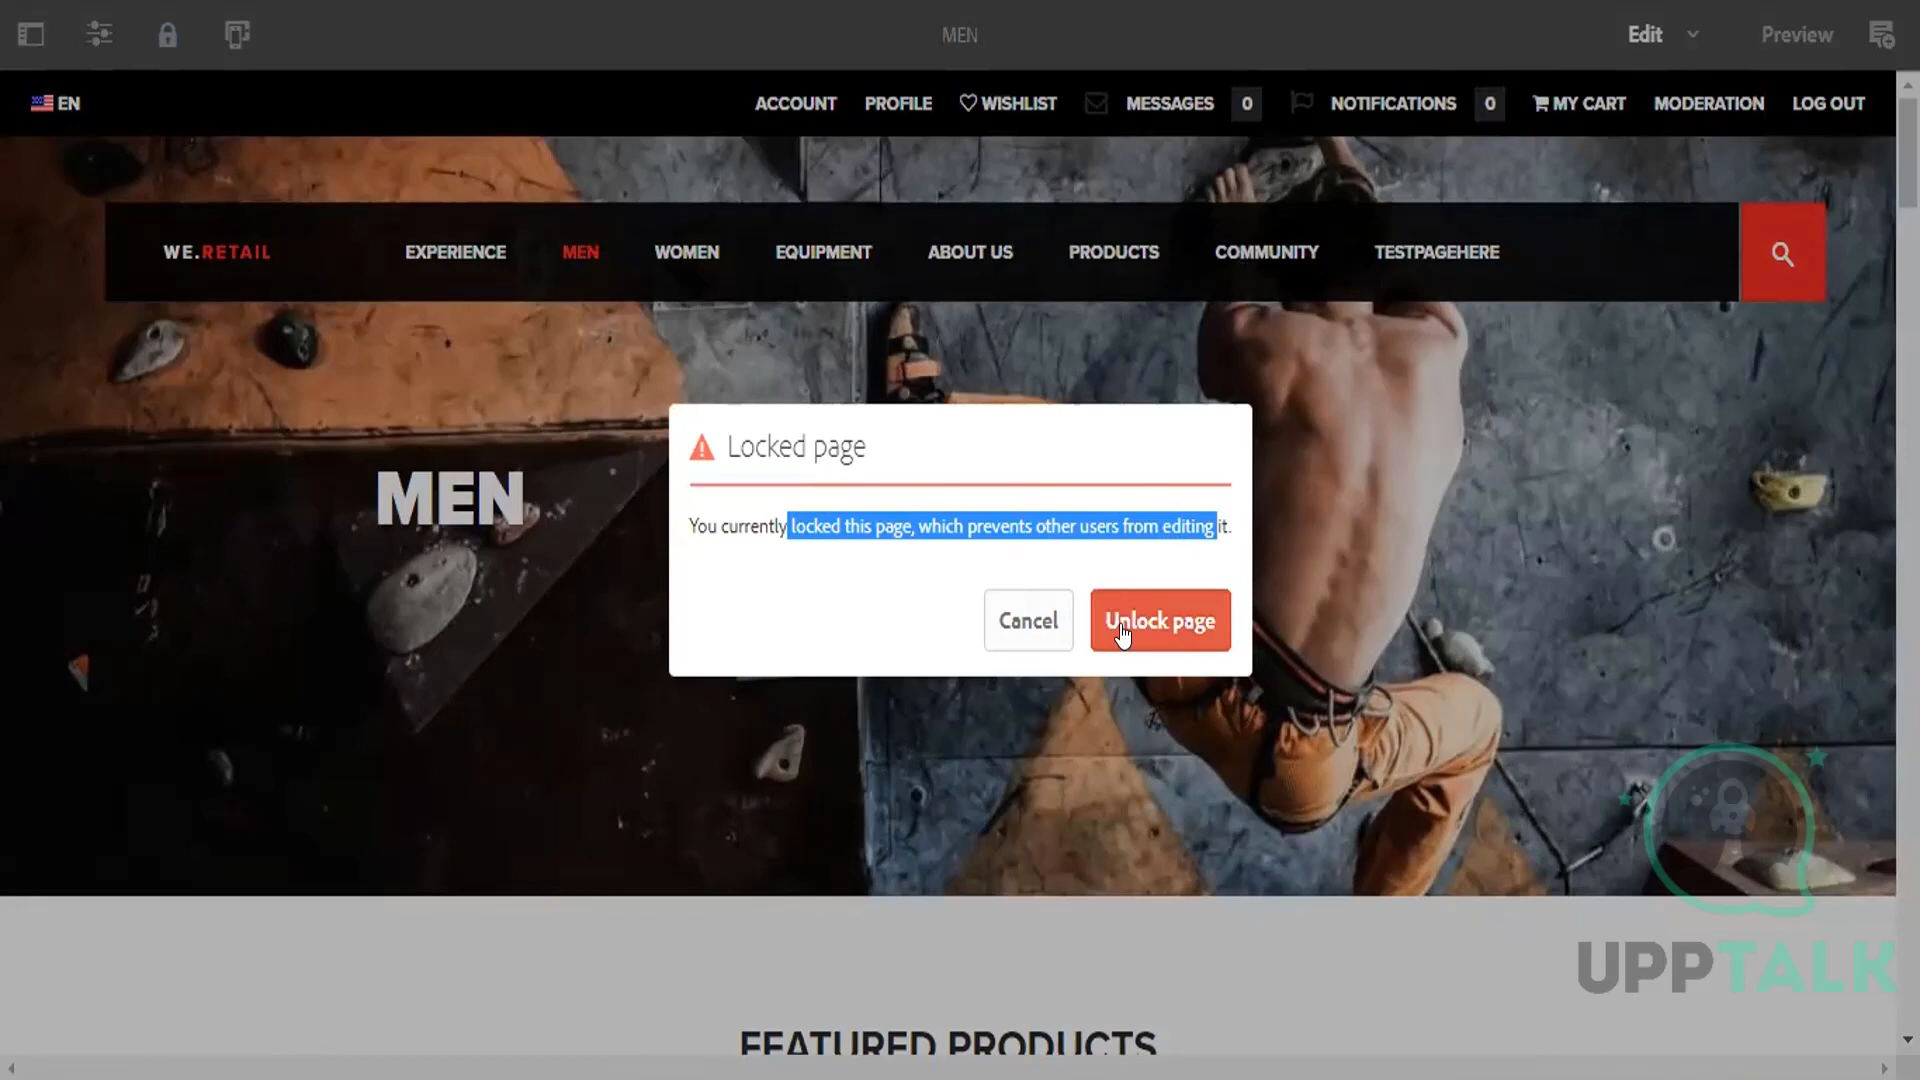 MEN
Edit
Preview
EN
ACCOUNT
PROFILE
WISHLIST
MESSAGES
0
NOTIFICATIONS
0
MY CART
MODERATION
LOG OUT
WE.RETAIL
EXPERIENCE
MEN
WOMEN
EQUIPMENT
ABOUT US
PRODUCTS
COMMUNITY
TESTPAGEHERE
MEN
Locked page
You currently locked this page, which prevents other users from editing it.
Cancel
Unlock page
UPPTALK
FEATURED PRODUCTS